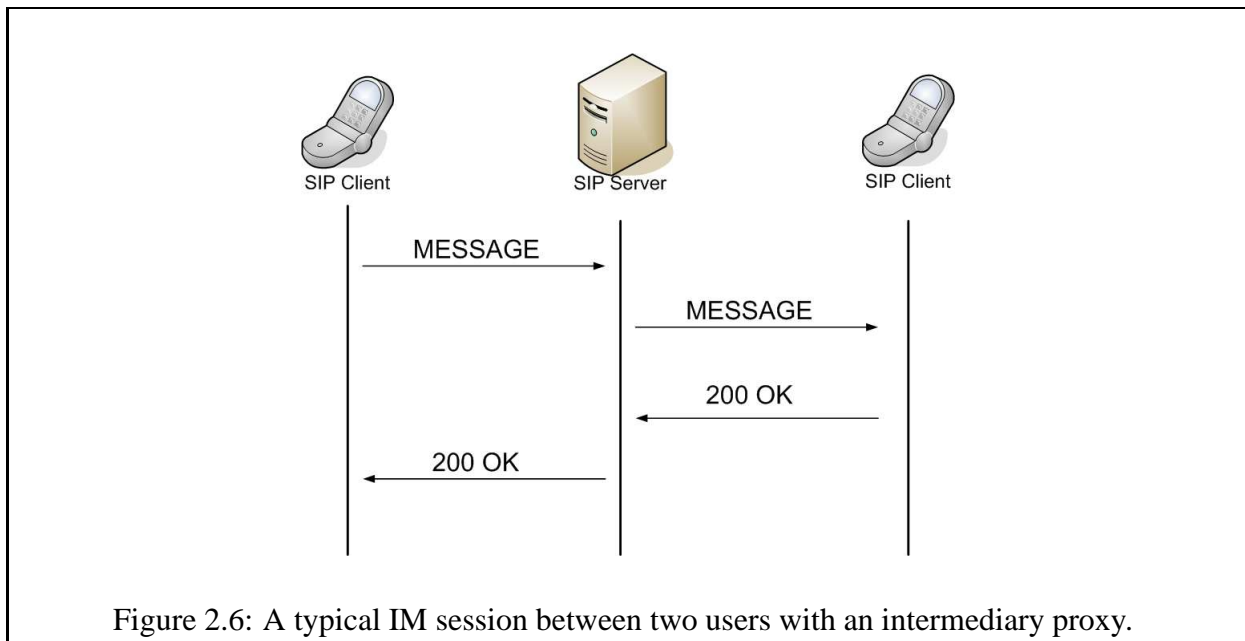 SIP Client
SIP Server
SIP Client
MESSAGE
MESSAGE
200 OK
200 OK
Figure 2.6: A typical IM session between two users with an intermediary proxy.